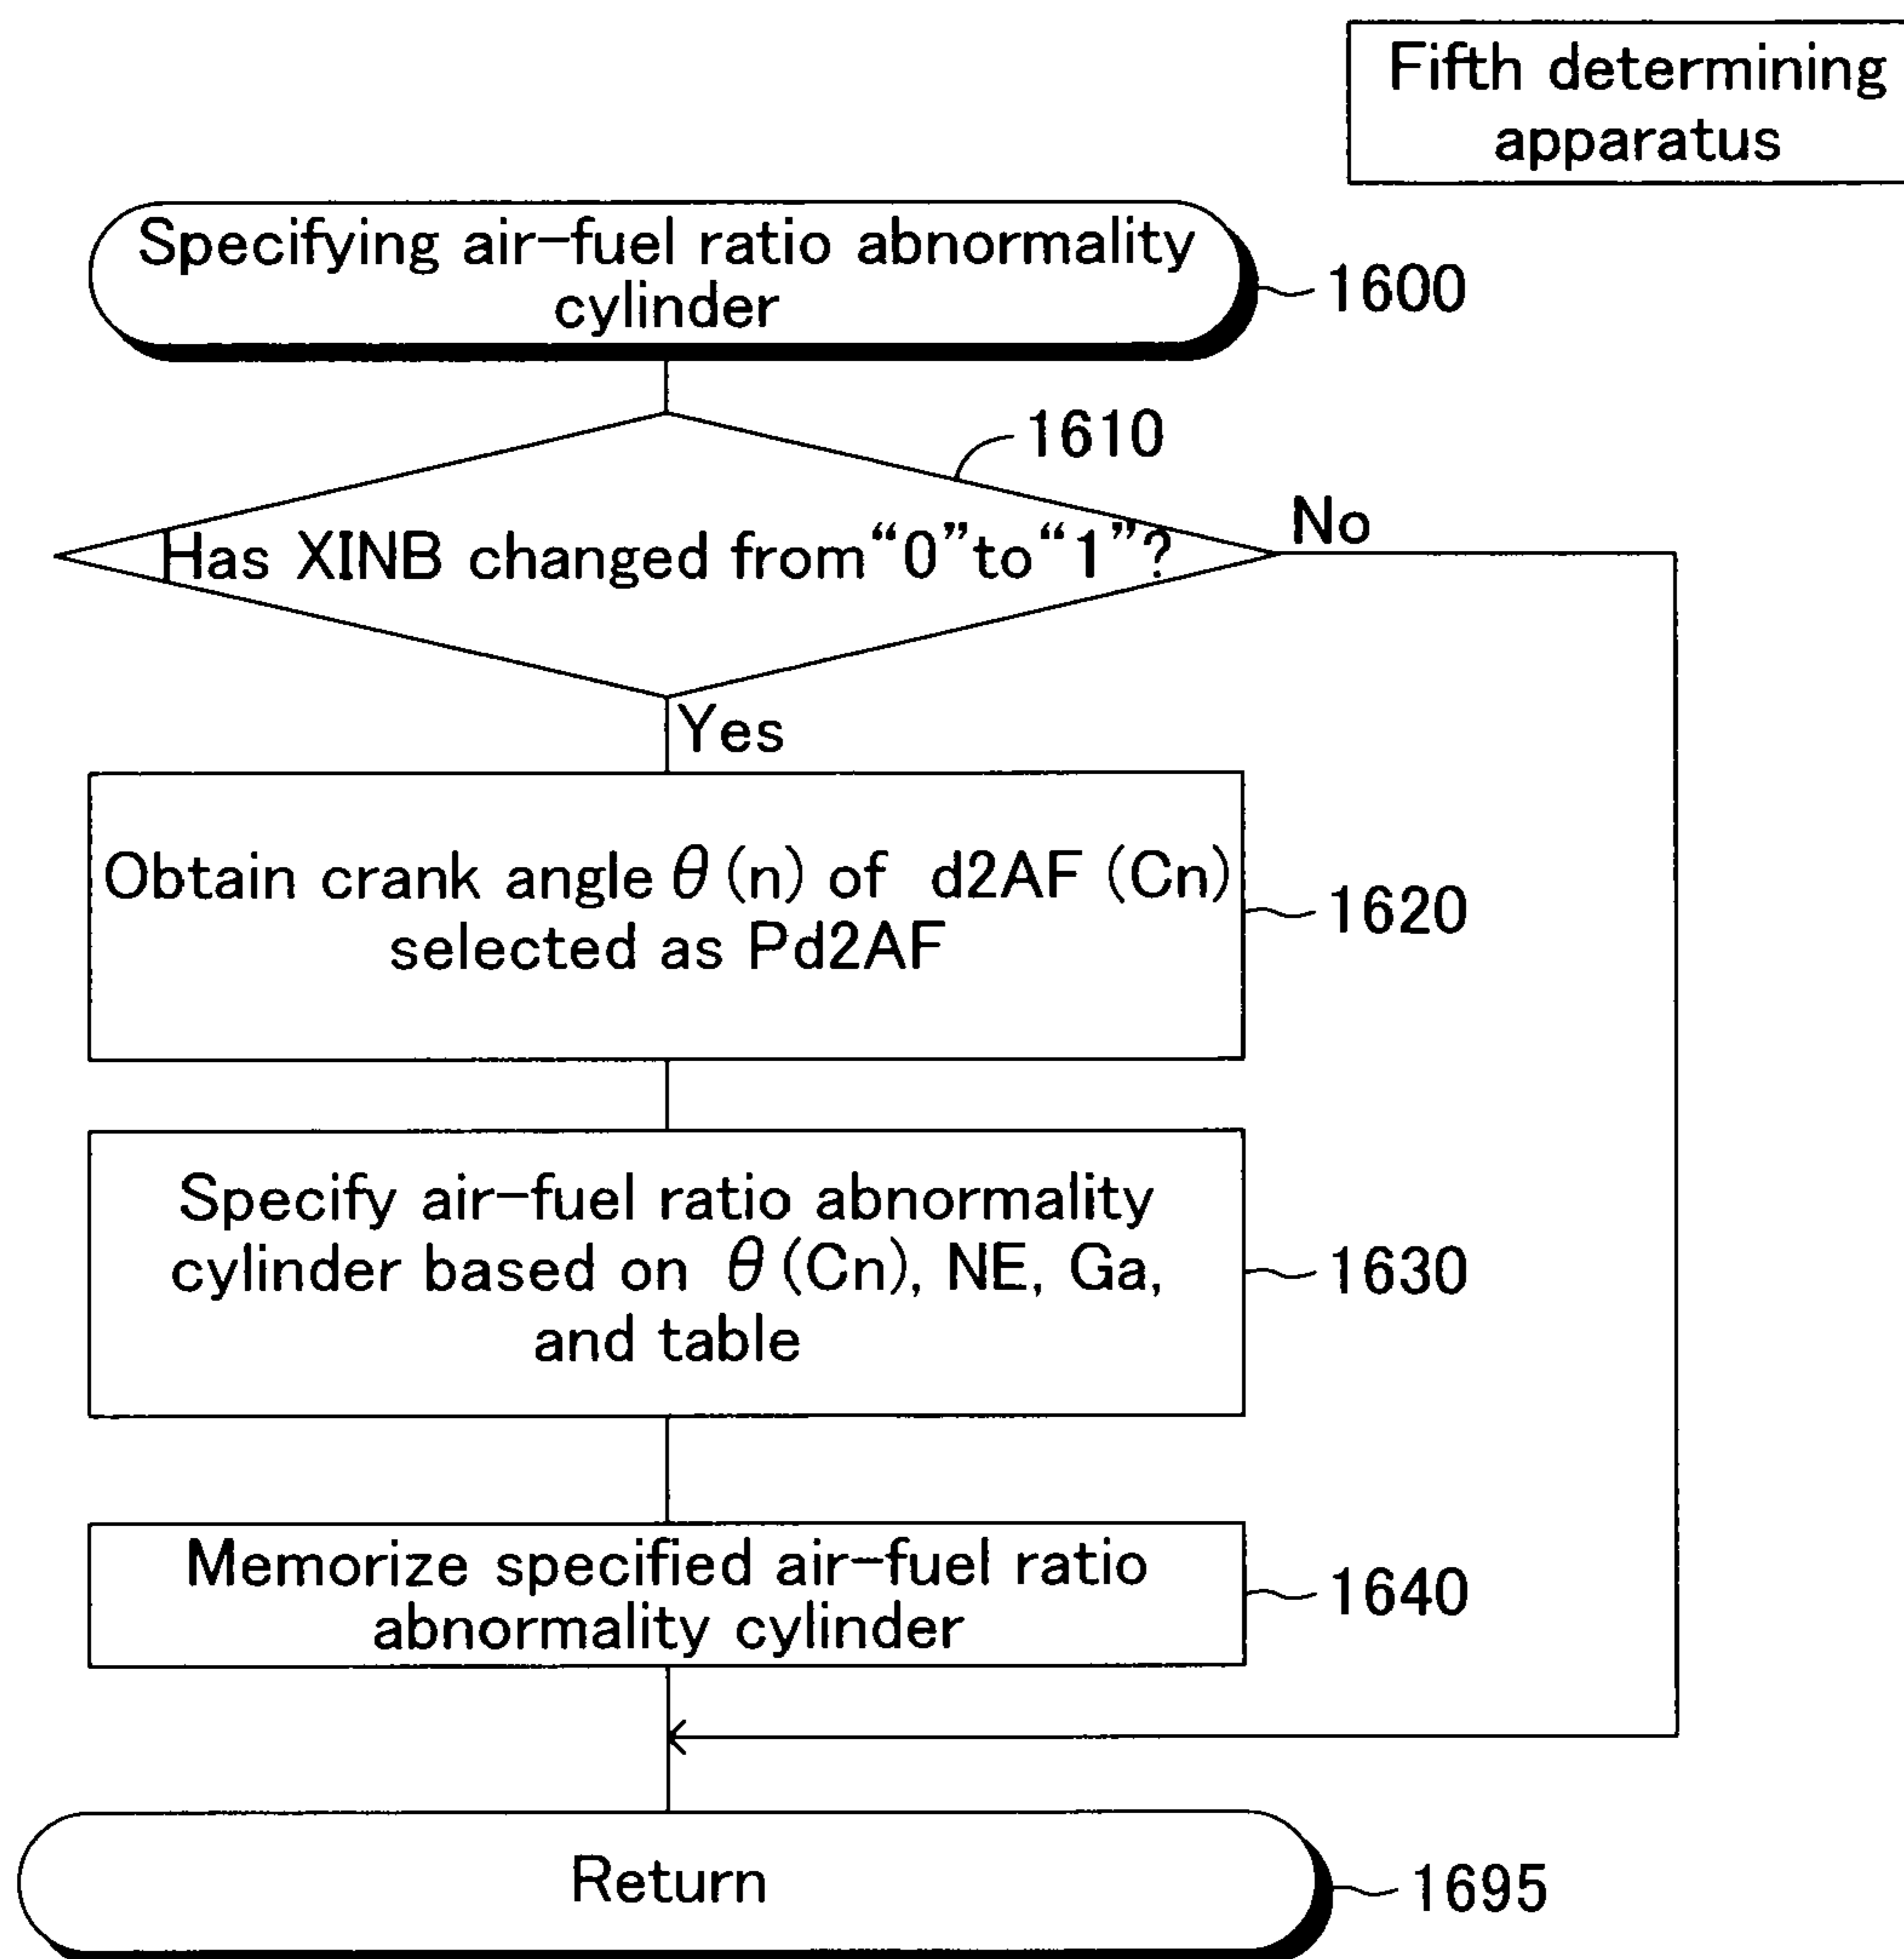 Fifth determining
apparatus
Specifying air-fuel ratio abnormality
cylinder
1600
1610
Has XINB changed from “0” to “1”?
No
Yes
Obtain crank angle θ (n) of d2AF (Cn)
selected as Pd2AF
1620
Specify air-fuel ratio abnormality
cylinder based on θ (Cn), NE, Ga,
and table
1630
Memorize specified air-fuel ratio
abnormality cylinder
1640
Return
1695